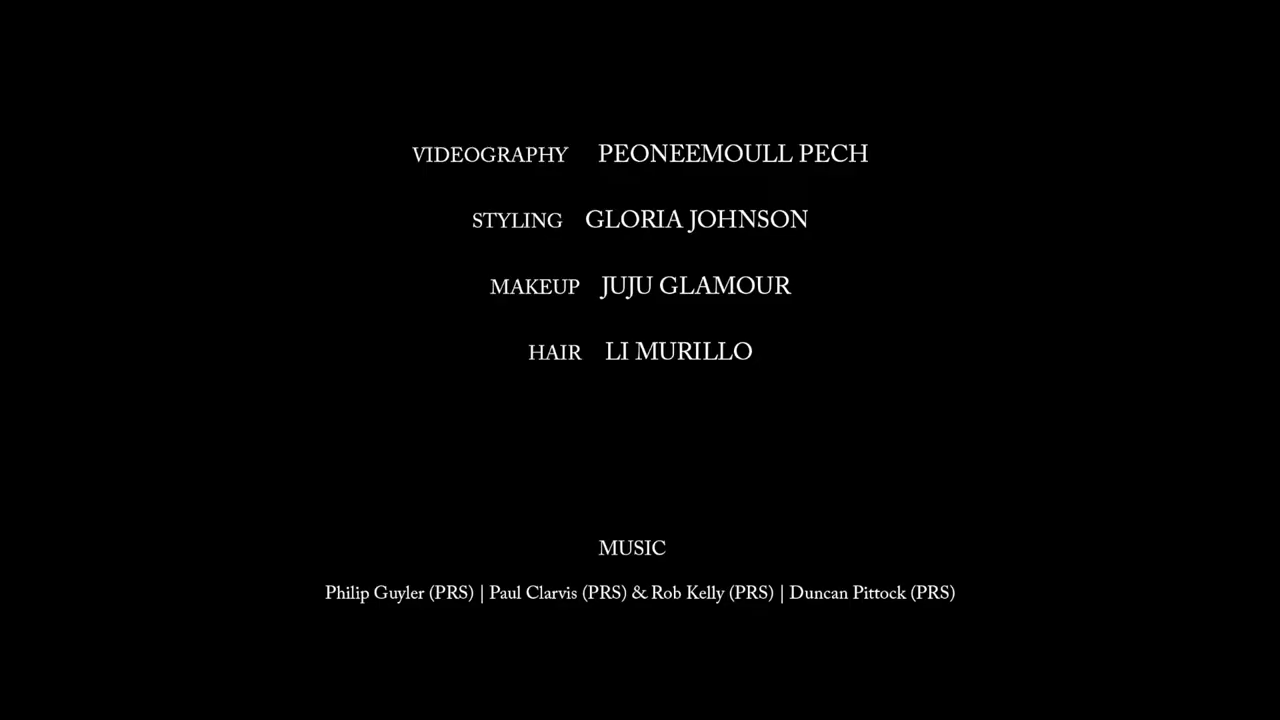 VIDEOGRAPHY PEONEEMOULL PECH
STYLING GLORIA JOHNSON
MAKEUP JUJU GLAMOUR
HAIR LI MURILLO
MUSIC
Philip Guyler (PRS) | Paul Clarvis (PRS) & Rob Kelly (PRS) | Duncan Pittock (PRS)